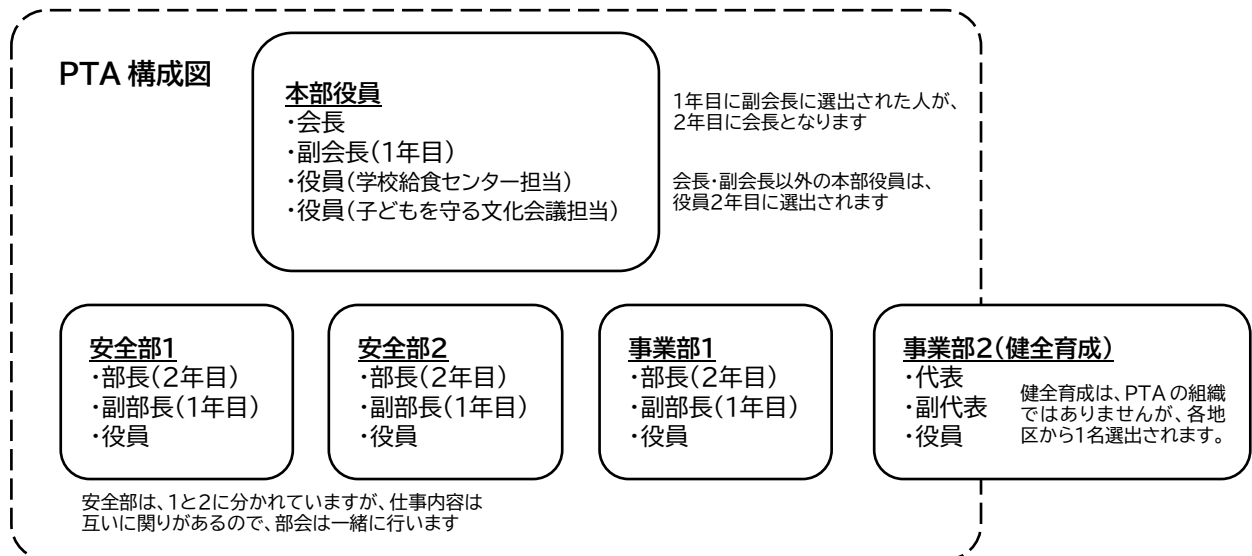 PTA 構成図
本部役員
・会長
・副会長(1年目)
・役員(学校給食センター担当)
・役員(子どもを守る文化会議担当)
1年目に副会長に選出された人が、
2年目に会長となります
会長・副会長以外の本部役員は、
役員2年目に選出されます
安全部1
・部長(2年目)
・副部長(1年目)
・役員
安全部2
・部長(2年目)
・副部長(1年目)
・役員
事業部1
・部長(2年目)
・副部長(1年目)
・役員
事業部2(健全育成)
・代表
・副代表
・役員
健全育成は、PTA の組織
ではありませんが、各地
区から1名選出されます。
安全部は、1と2に分かれていますが、仕事内容は
互いに関りがあるので、部会は一緒に行います